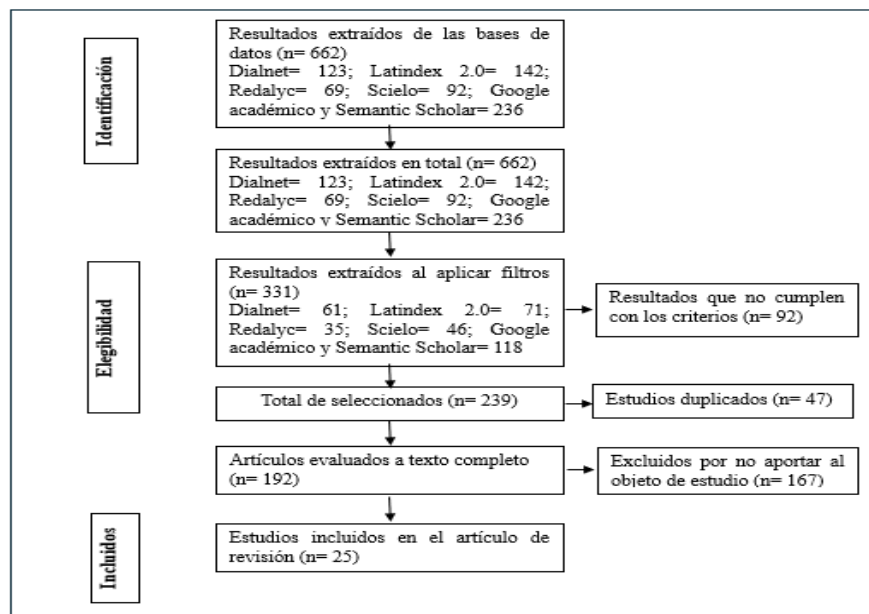 Identificación
Resultados extraídos de las bases de
datos (n= 662)
Dialnet= 123; Latindex 2.0= 142;
Redalyc= 69; Scielo= 92; Google
académico y Semantic Scholar= 236
Resultados extraídos en total (n= 662)
Dialnet= 123; Latindex 2.0= 142;
Redalyc= 69; Scielo= 92; Google
académico y Semantic Scholar= 236
Elegibilidad
Resultados extraídos al aplicar filtros
(n= 331)
Dialnet= 61; Latindex 2.0= 71;
Redalyc= 35; Scielo= 46; Google
académico y Semantic Scholar= 118
Resultados que no cumplen
con los criterios (n= 92)
Total de seleccionados (n= 239)
Estudios duplicados (n= 47)
Artículos evaluados a texto completo
(n= 192)
Excluidos por no aportar al
objeto de estudio (n= 167)
Incluidos
Estudios incluidos en el artículo de
revisión (n= 25)